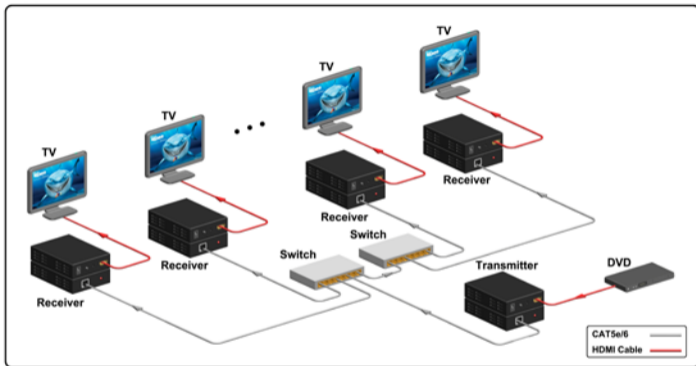 TV
TV
TV
TV
Receiver
Receiver
Receiver
Receiver
Switch
Switch
Transmitter
DVD
CAT5e/6
HDMI Cable